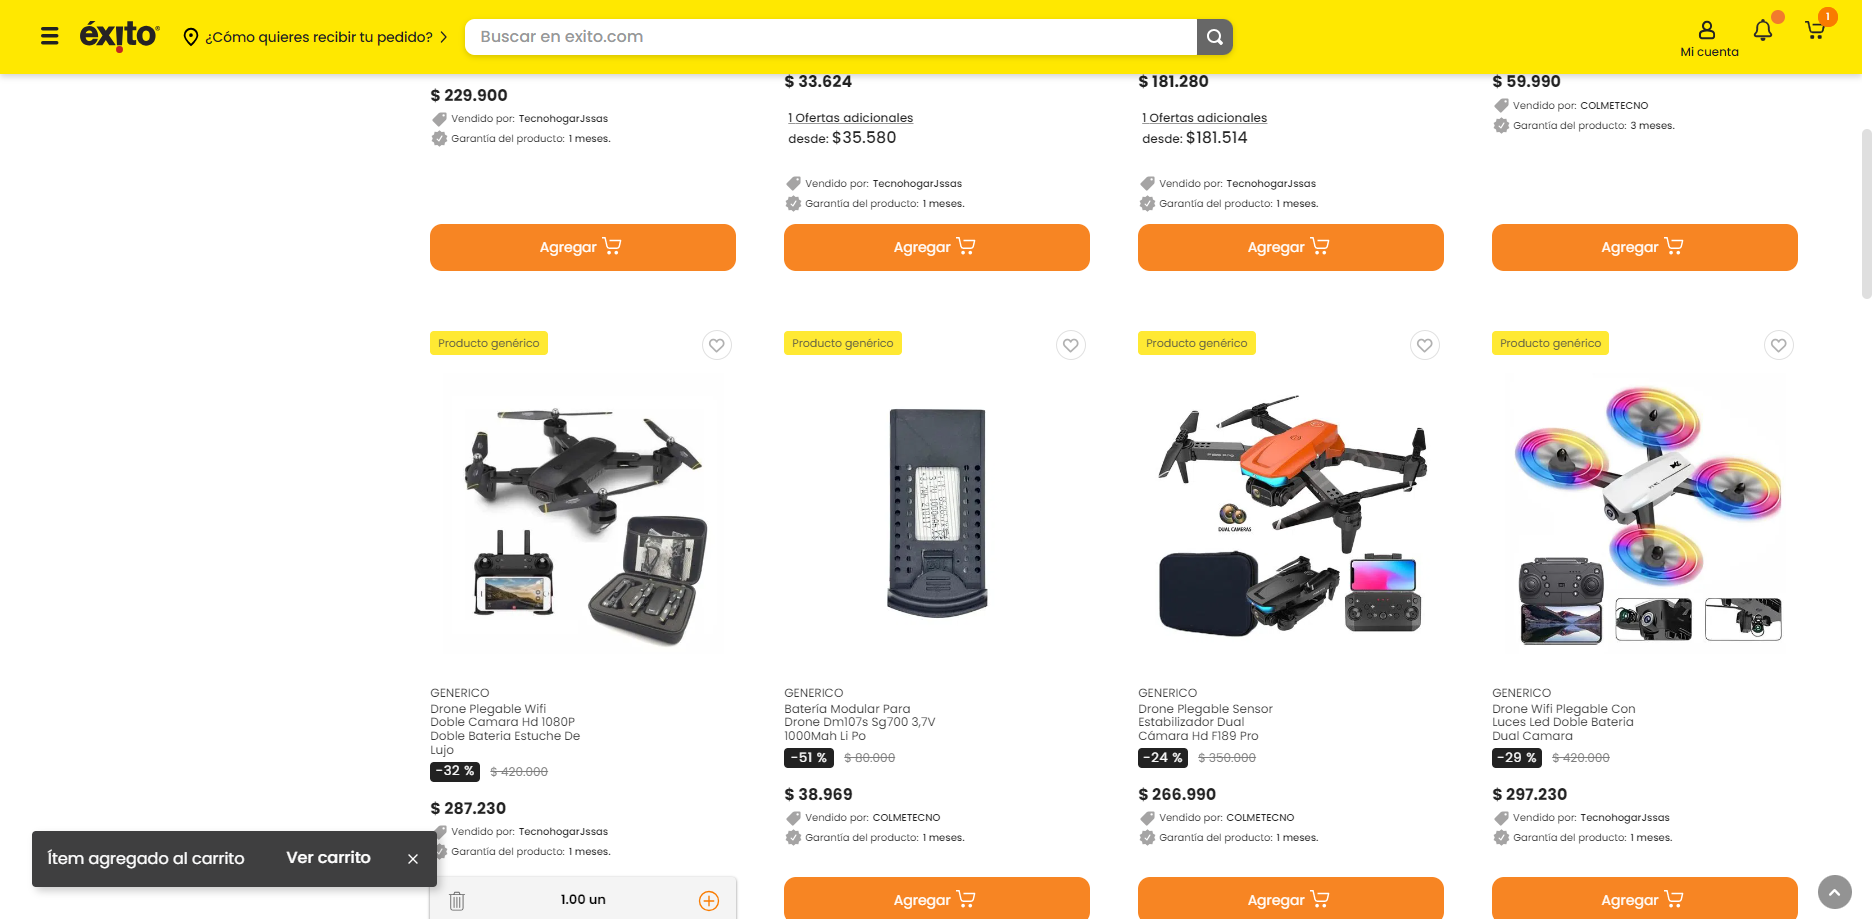 éxito
¿Cómo quieres recibir tu pedido?
Buscar en exito.com
Mi cuenta
1
$ 229.900
Vendido por: TecnohogarJssas
Garantía del producto: 1 meses.
Agregar
$ 33.624
1 Ofertas adicionales
desde: $35.580
Vendido por: TecnohogarJssas
Garantía del producto: 1 meses.
Agregar
$ 181.280
1 Ofertas adicionales
desde: $181.514
Vendido por: TecnohogarJssas
Garantía del producto: 1 meses.
Agregar
$ 59.990
Vendido por: COLMETECNO
Garantía del producto: 3 meses.
Agregar
Producto genérico
GENERICO
Drone Plegable Wifi
Doble Camara Hd 1080P
Doble Bateria Estuche De
Lujo
-32 % $ 420.000
$ 287.230
Vendido por: TecnohogarJssas
Garantía del producto: 1 meses.
1.00 un
Producto genérico
GENERICO
Batería Modular Para
Drone Dm107s Sg700 3,7V
1000Mah Li Po
-51 % $ 80.000
$ 38.969
Vendido por: COLMETECNO
Garantía del producto: 1 meses.
Agregar
Producto genérico
DUAL CAMERAS
GENERICO
Drone Plegable Sensor
Estabilizador Dual
Cámara Hd F189 Pro
-24 % $ 350.000
$ 266.990
Vendido por: COLMETECNO
Garantía del producto: 1 meses.
Agregar
Producto genérico
GENERICO
Drone Wifi Plegable Con
Luces Led Doble Bateria
Dual Camara
-29 % $ 420.000
$ 297.230
Vendido por: TecnohogarJssas
Garantía del producto: 1 meses.
Agregar
Ítem agregado al carrito
Ver carrito